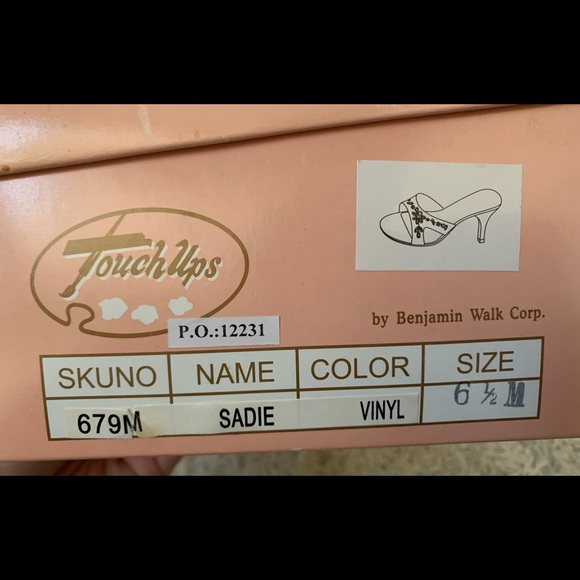 Touch Ups
by Benjamin Walk Corp.
P.O.:12231
SKUNO NAME COLOR SIZE
679M SADIE VINYL 6 ½ M